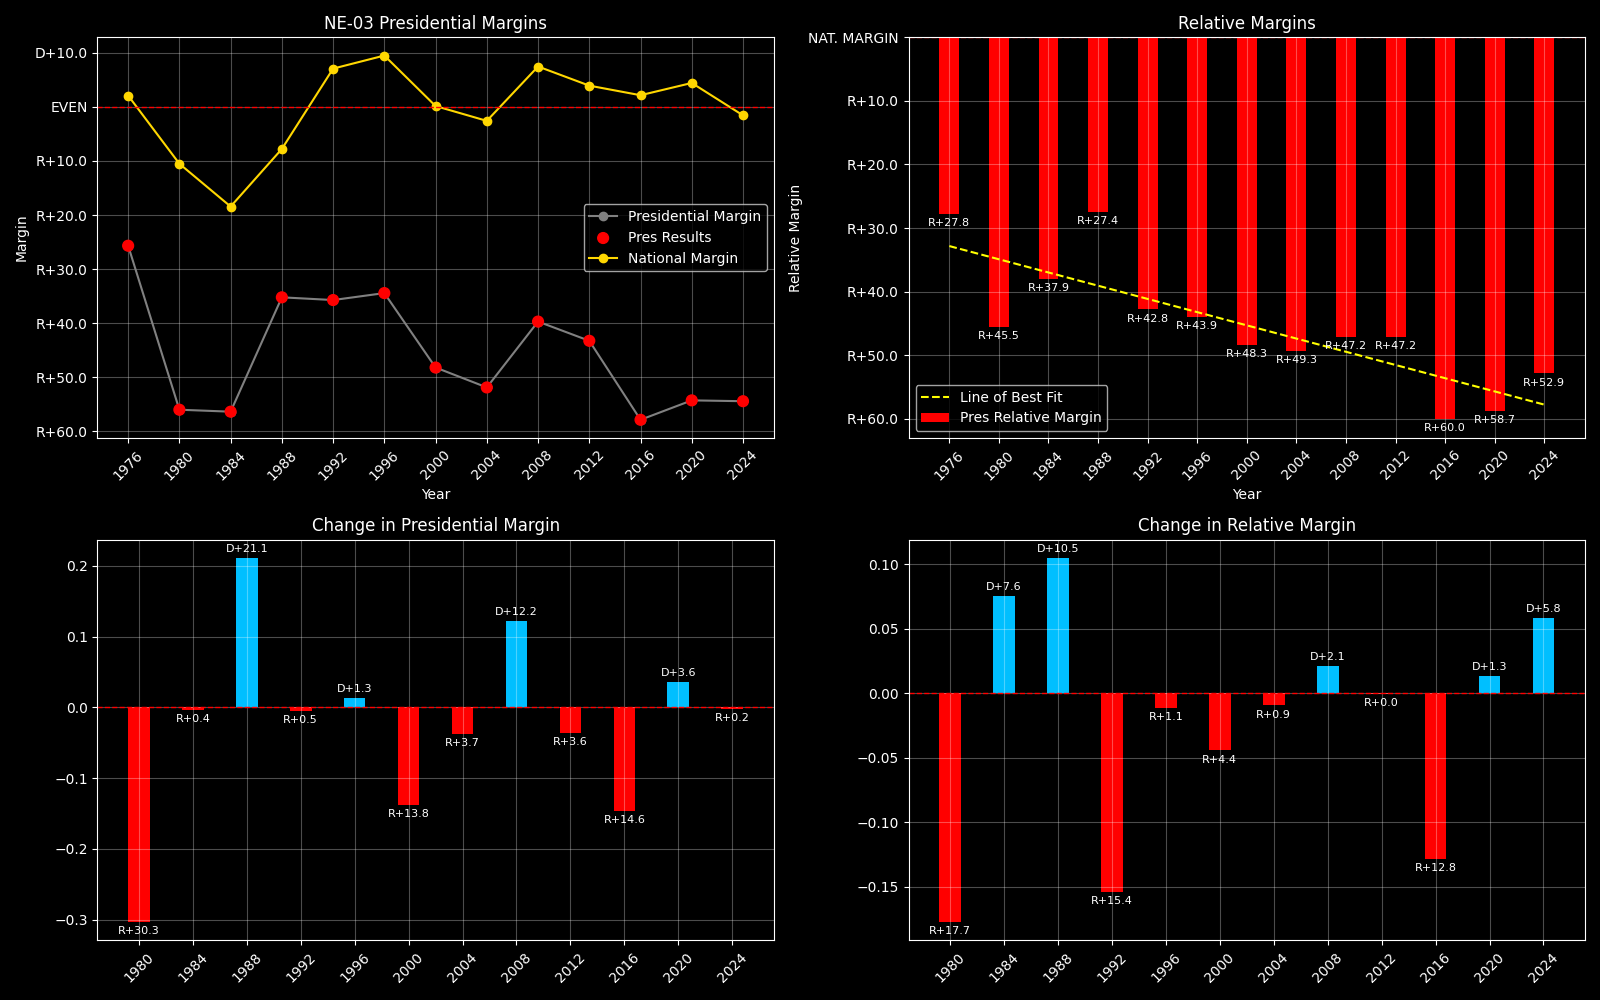 NE-03 Presidential Margins
D+10.0
EVEN
R+10.0
R+20.0
R+30.0
R+40.0
R+50.0
R+60.0
Margin
Presidential Margin
Pres Results
National Margin
1976
1980
1984
1988
1992
1996
2000
2004
2008
2012
2016
2020
2024
Year
Relative Margins
NAT. MARGIN
R+10.0
R+20.0
R+30.0
R+40.0
R+50.0
R+60.0
Relative Margin
R+27.8
R+45.5
R+37.9
R+27.4
R+42.8
R+43.9
R+48.3
R+49.3
R+47.2
R+47.2
R+60.0
R+58.7
R+52.9
Line of Best Fit
Pres Relative Margin
1976
1980
1984
1988
1992
1996
2000
2004
2008
2012
2016
2020
2024
Year
Change in Presidential Margin
0.2
0.1
0.0
−0.1
−0.2
−0.3
R+30.3
R+0.4
D+21.1
R+0.5
D+1.3
R+13.8
R+3.7
D+12.2
R+3.6
R+14.6
D+3.6
R+0.2
1980
1984
1988
1992
1996
2000
2004
2008
2012
2016
2020
2024
Change in Relative Margin
0.10
0.05
0.00
−0.05
−0.10
−0.15
R+17.7
D+7.6
D+10.5
R+15.4
R+1.1
R+4.4
R+0.9
D+2.1
R+0.0
R+12.8
D+1.3
D+5.8
1980
1984
1988
1992
1996
2000
2004
2008
2012
2016
2020
2024